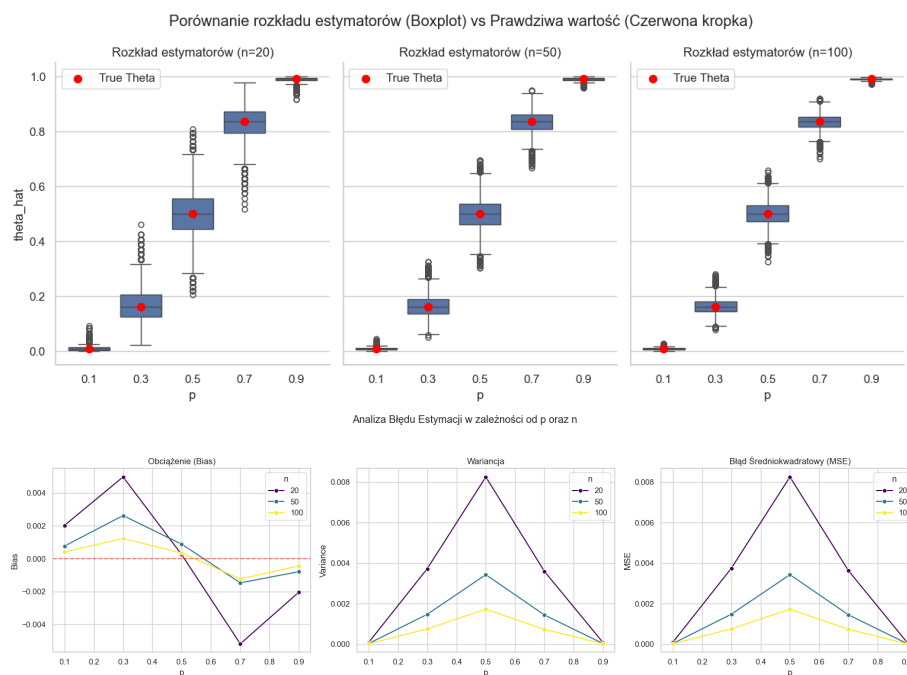 Porównanie rozkładu estymatorów (Boxplot) vs Prawdziwa wartość (Czerwona kropka)
Rozkład estymatorów (n=20)
Rozkład estymatorów (n=50)
Rozkład estymatorów (n=100)
True Theta
True Theta
True Theta
theta_hat
1.0
0.8
0.6
0.4
0.2
0.0
0.1 0.3 0.5 0.7 0.9
0.1 0.3 0.5 0.7 0.9
0.1 0.3 0.5 0.7 0.9
p
p
p
Analiza Błędu Estymacji w zależności od p oraz n
Obciążenie (Bias)
Bias
0.004
0.002
0.000
−0.002
−0.004
n
20
50
100
0.1 0.2 0.3 0.4 0.5 0.6 0.7 0.8 0.9
p
Wariancja
Variance
0.008
0.006
0.004
0.002
0.000
n
20
50
100
0.1 0.2 0.3 0.4 0.5 0.6 0.7 0.8 0.9
p
Błąd Średniokwadratowy (MSE)
MSE
0.008
0.006
0.004
0.002
0.000
n
20
50
100
0.1 0.2 0.3 0.4 0.5 0.6 0.7 0.8 0.9
p